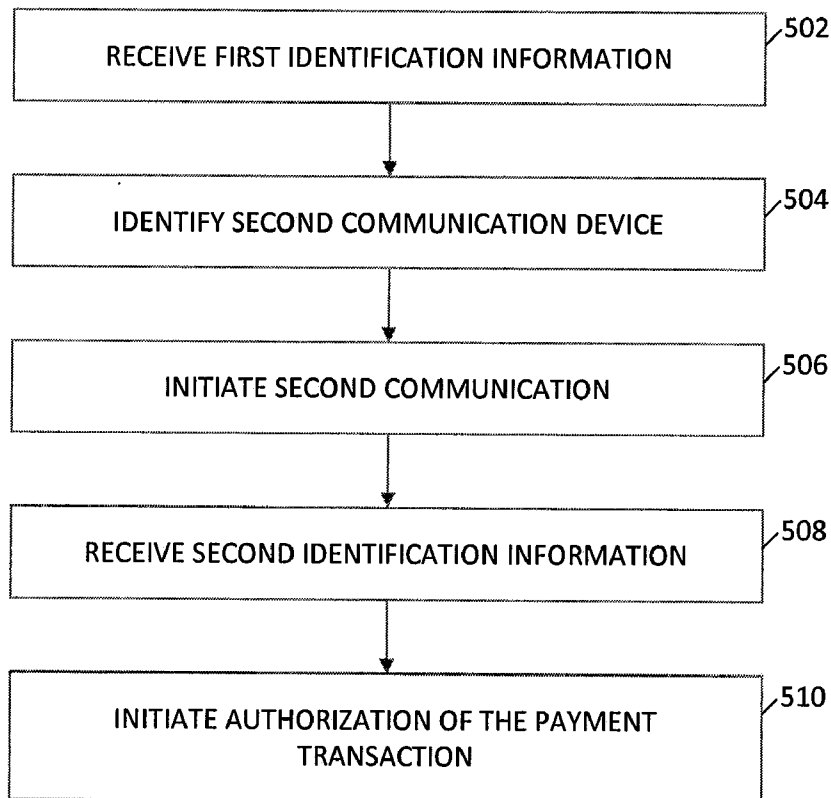 502
RECEIVE FIRST IDENTIFICATION INFORMATION
504
IDENTIFY SECOND COMMUNICATION DEVICE
506
INITIATE SECOND COMMUNICATION
508
RECEIVE SECOND IDENTIFICATION INFORMATION
510
INITIATE AUTHORIZATION OF THE PAYMENT
TRANSACTION